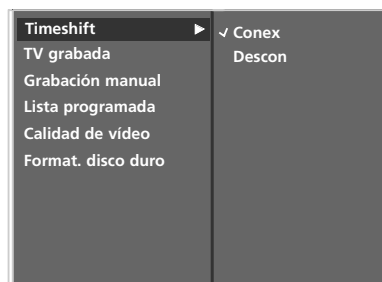 Timeshift
TV grabada
Grabación manual
Lista programada
Calidad de vídeo
Format. disco duro
Conex
Descon